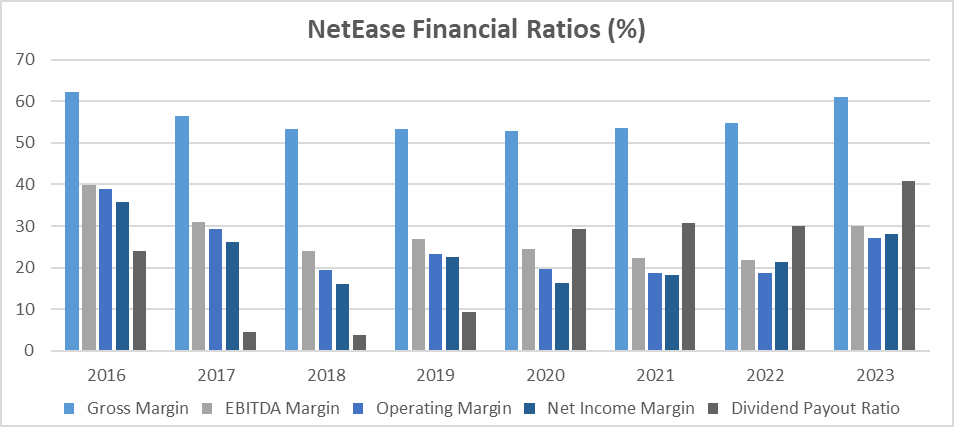 NetEase Financial Ratios (%)
70
60
50
40
30
20
10
0
2016 2017 2018 2019 2020 2021 2022 2023
Gross Margin EBITDA Margin Operating Margin Net Income Margin Dividend Payout Ratio